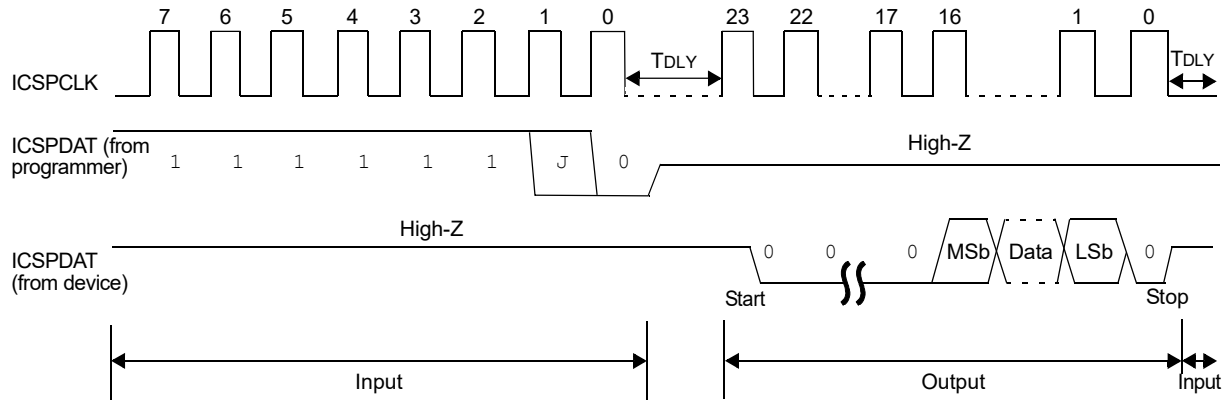 7 6 5 4 3 2 1 0 23 22 17 16 1 0
TDLY TDLY
ICSPCLK
ICSPDAT (from
programmer)
1 1 1 1 1 1 J 0
High-Z
High-Z
ICSPDAT
(from device)
0 0 0 MSb Data LSb 0
Start Stop
Input Output Input